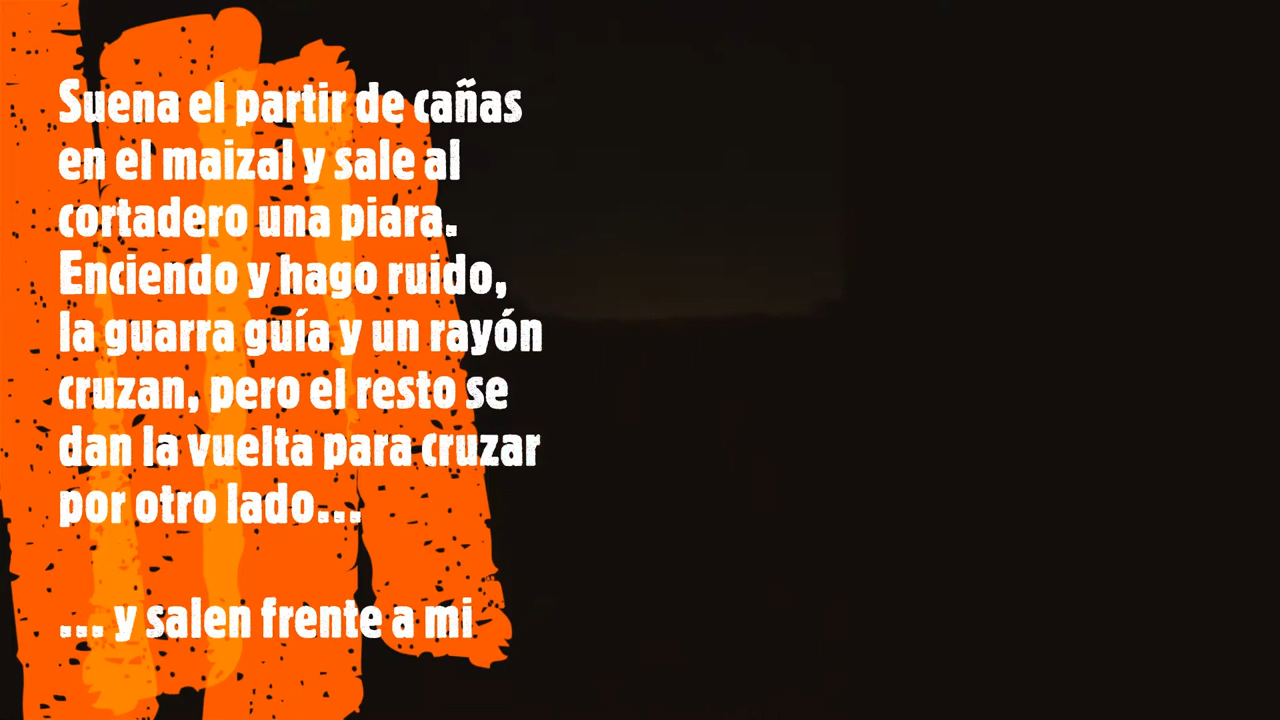 Suena el partir de cañas
en el maizal y sale al
cortadero una piara.
Enciendo y hago ruido,
la guarra guía y un rayón
cruzan, pero el resto se
dan la vuelta para cruzar
por otro lado...
... y salen frente a mi